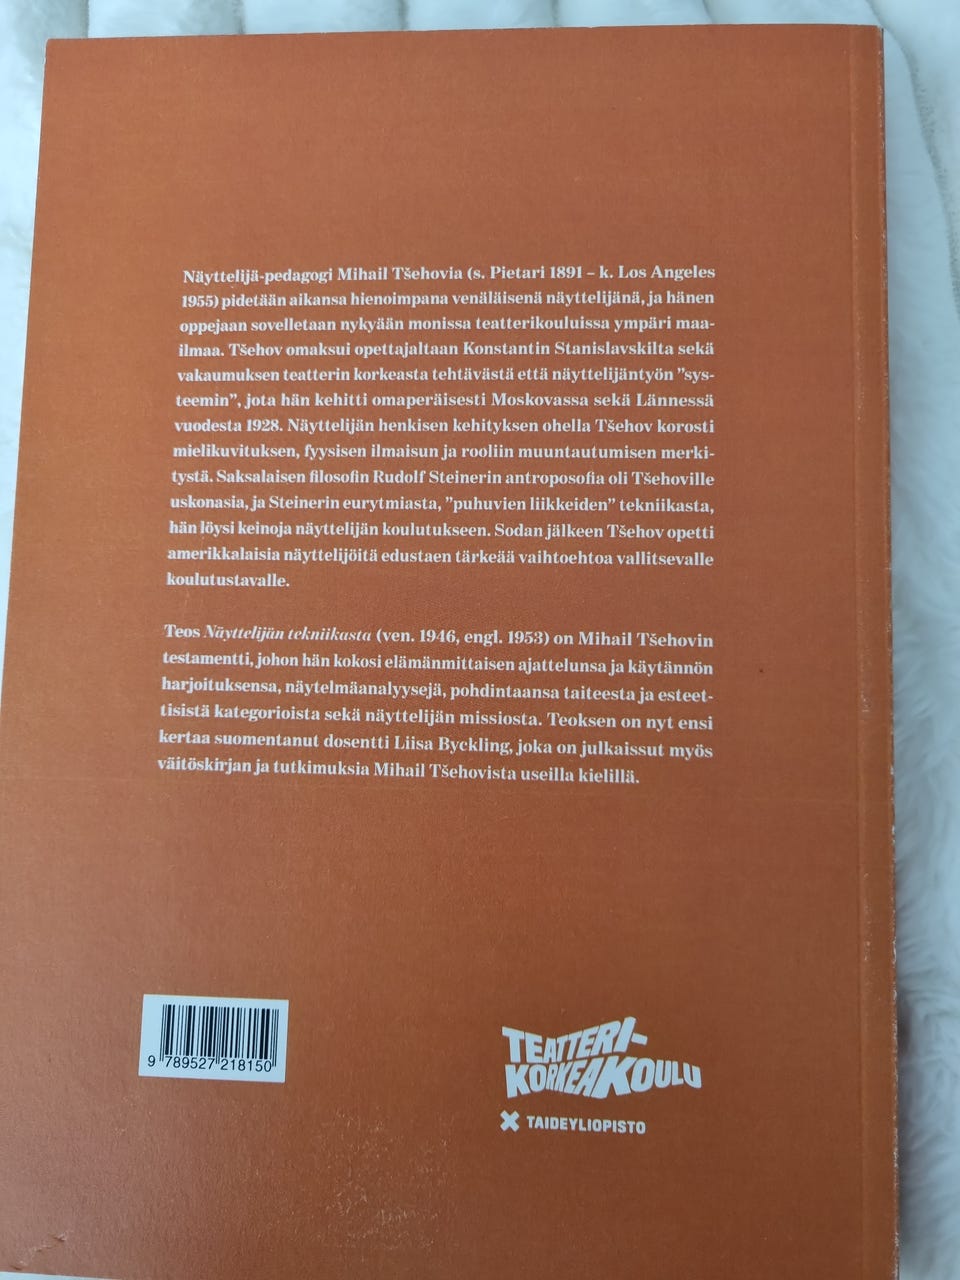 Näyttelijä-pedagogi Mihail Tšehovia (s. Pietari 1891 – k. Los Angeles
1955) pidetään aikansa hienoimpana venäläisenä näyttelijänä, ja hänen
oppejaan sovelletaan nykyään monissa teatterikouluissa ympäri maa-
ilmaa. Tšehov omaksui opettajaltaan Konstantin Stanislavskilta sekä
vakaumuksen teatterin korkeasta tehtävästä että näyttelijäntyön ”sys-
teemin”, jota hän kehitti omaperäisesti Moskovassa sekä Lännessä
vuodesta 1928. Näyttelijän henkisen kehityksen ohella Tšehov korosti
mielikuvituksen, fyysisen ilmaisun ja rooliin muuntautumisen merki-
tystä. Saksalaisen filosofin Rudolf Steinerin antroposofia oli Tšehoville
uskonasia, ja Steinerin eurytmiasta, ”puhuvien liikkeiden” tekniikasta,
hän löysi keinoja näyttelijän koulutukseen. Sodan jälkeen Tšehov opetti
amerikkalaisia näyttelijöitä edustaen tärkeää vaihtoehtoa vallitsevalle
koulutustavalle.
Teos Näyttelijän tekniikasta (ven. 1946, engl. 1953) on Mihail Tšehovin
testamentti, johon hän kokosi elämänmittaisen ajattelunsa ja käytännön
harjoituksensa, näytelmäanalyysejä, pohdintaansa taiteesta ja esteet-
tisistä kategorioista sekä näyttelijän missiosta. Teoksen on nyt ensi
kertaa suomentanut dosentti Liisa Byckling, joka on julkaissut myös
väitöskirjan ja tutkimuksia Mihail Tšehovista useilla kielillä.
9 789527 218150
TEATTERI-
KORKEAKOULU
TAIDEYLIOPISTO